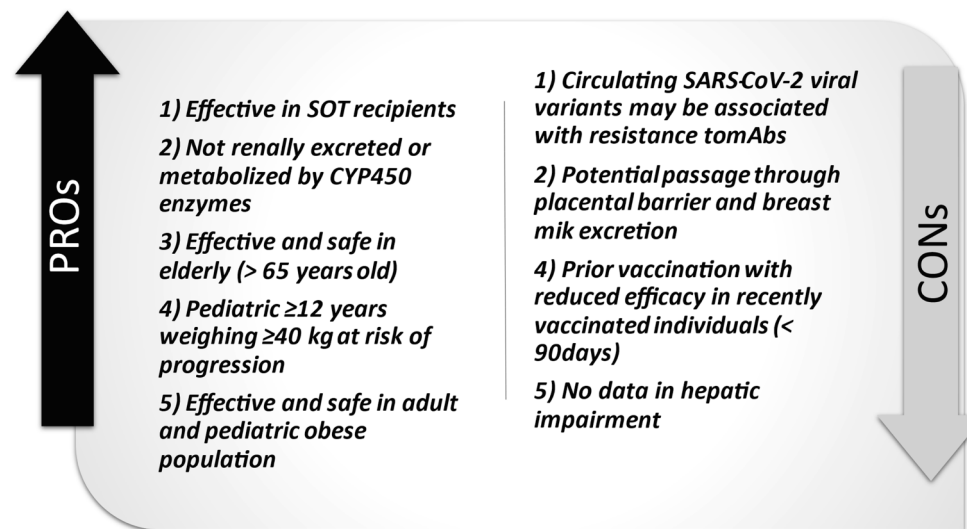 PROs
1) Effective in SOT recipients
2) Not renally excreted or
metabolized by CYP450
enzymes
3) Effective and safe in
elderly (> 65 years old)
4) Pediatric ≥12 years
weighing ≥40 kg at risk of
progression
5) Effective and safe in adult
and pediatric obese
population
1) Circulating SARS-CoV-2 viral
variants may be associated
with resistance tomAbs
2) Potential passage through
placental barrier and breast
mik excretion
4) Prior vaccination with
reduced efficacy in recently
vaccinated individuals (<
90days)
5) No data in hepatic
impairment
CONs